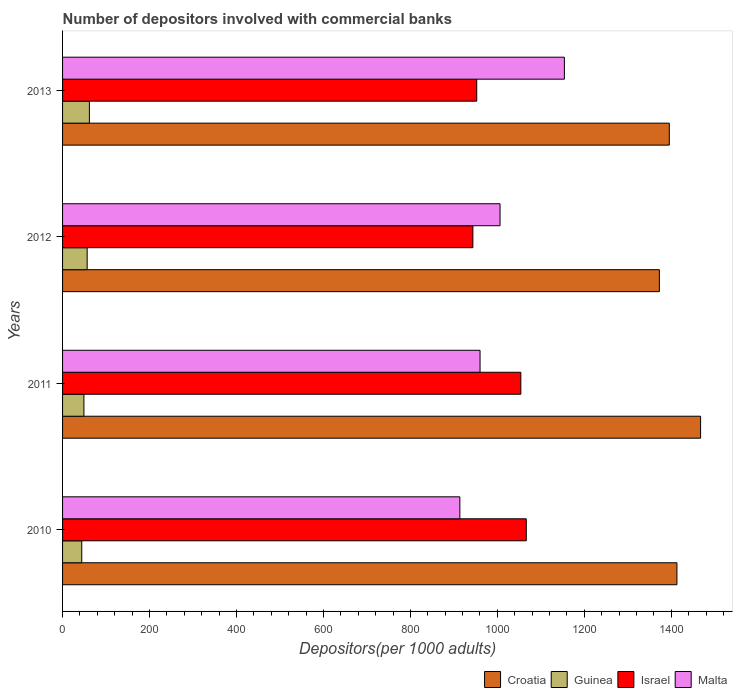 Number of depositors involved with commercial banks
2013
2012
2011
2010
Years
0
200
400
600
800
1000
1200
1400
Depositors(per 1000 adults)
Croatia
Guinea
Israel
Malta